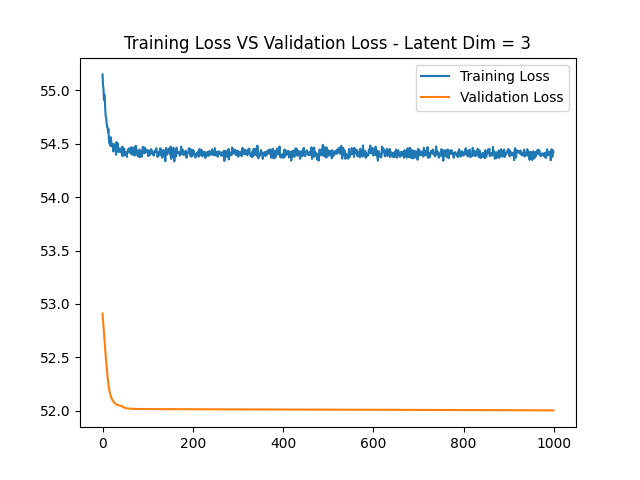 Training Loss VS Validation Loss - Latent Dim = 3
Training Loss
Validation Loss
55.0
54.5
54.0
53.5
53.0
52.5
52.0
0 200 400 600 800 1000